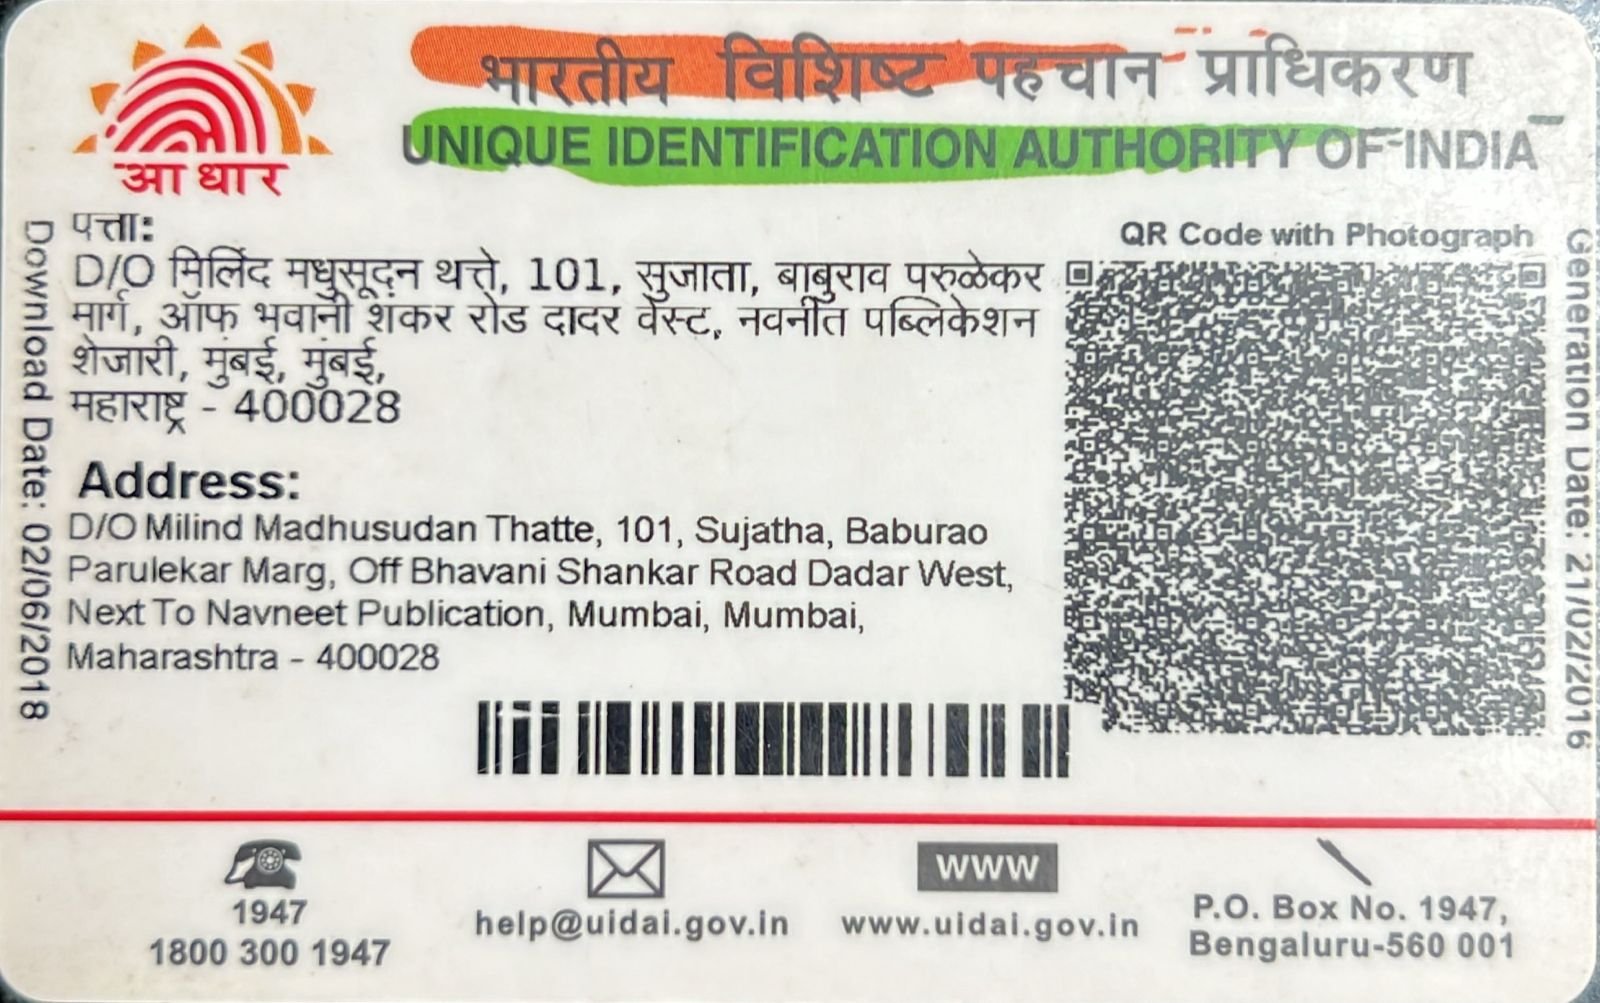 भारतीय विशिष्ट पहचान प्राधिकरण
UNIQUE IDENTIFICATION AUTHORITY OF INDIA
आधार
पत्ता:
D/O मिलिंद मधुसूदन थत्ते, 101, सुजाता, बाबुराव परुळेकर
मार्ग, ऑफ भवानी शंकर रोड दादर वेस्ट, नवनीत पब्लिकेशन
शेजारी, मुंबई, मुंबई,
महाराष्ट्र - 400028
Address:
D/O Milind Madhusudan Thatte, 101, Sujatha, Baburao
Parulekar Marg, Off Bhavani Shankar Road Dadar West,
Next To Navneet Publication, Mumbai, Mumbai,
Maharashtra - 400028
QR Code with Photograph
Download Date: 02/06/2018
Generation Date: 21/02/2016
1947
1800 300 1947
help@uidai.gov.in
www
www.uidai.gov.in
P.O. Box No. 1947,
Bengaluru-560 001